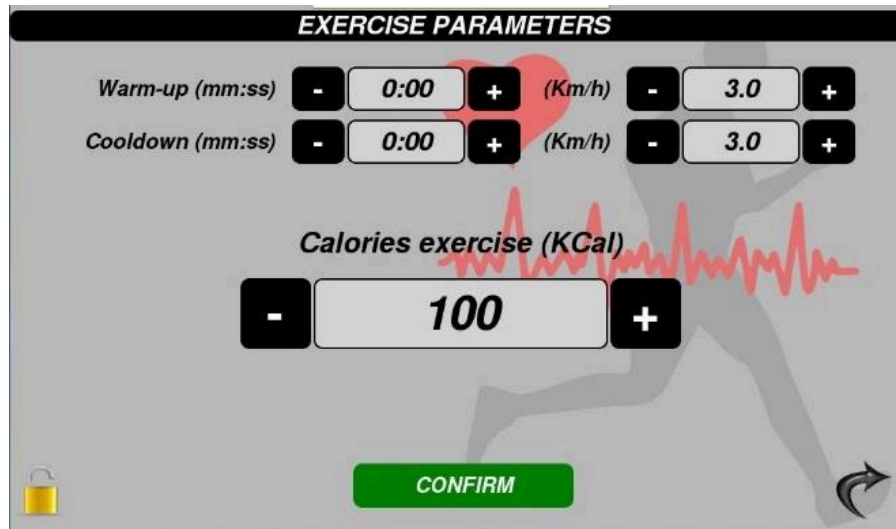 EXERCISE PARAMETERS
Warm-up (mm:ss) - 0:00 + (Km/h) - 3.0 +
Cooldown (mm:ss) - 0:00 + (Km/h) - 3.0 +
Calories exercise (KCal)
- 100 +
CONFIRM